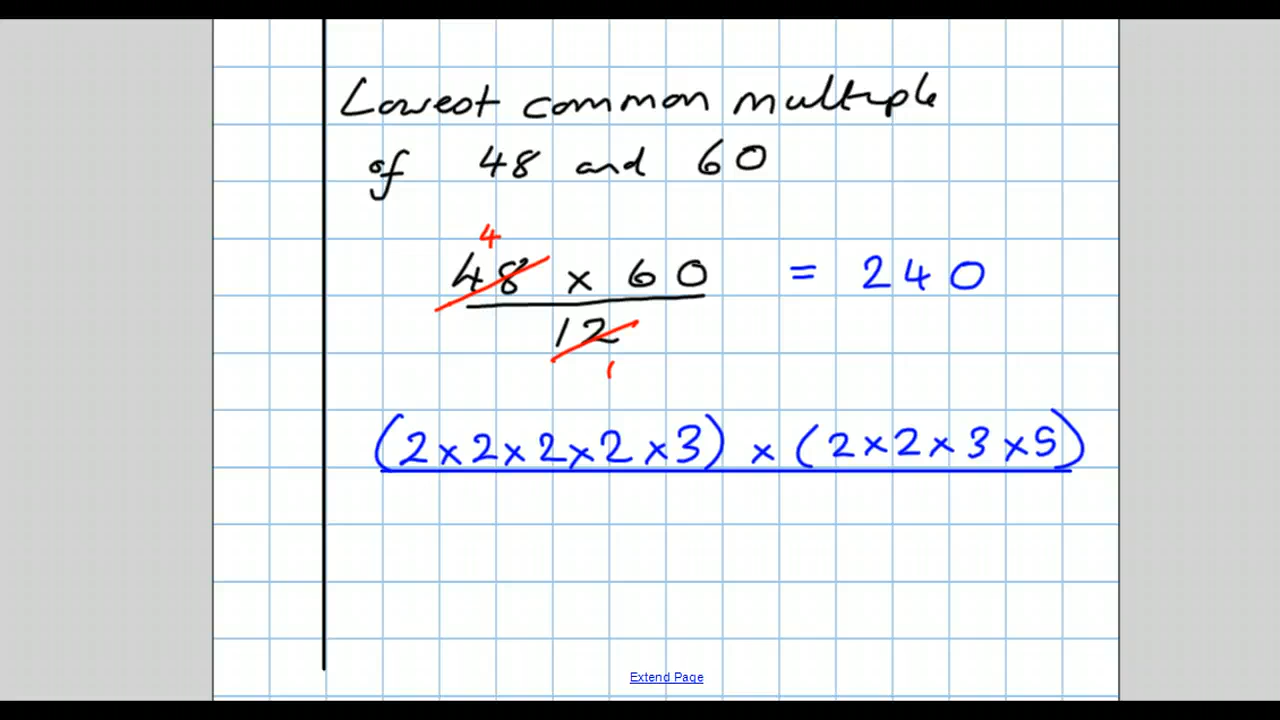 Lowest common multiple
of 48 and 60
4
48 x 60 = 240
12
1
(2 x 2 x 2 x 2 x 3) x (2 x 2 x 3 x 5)
Extend Page